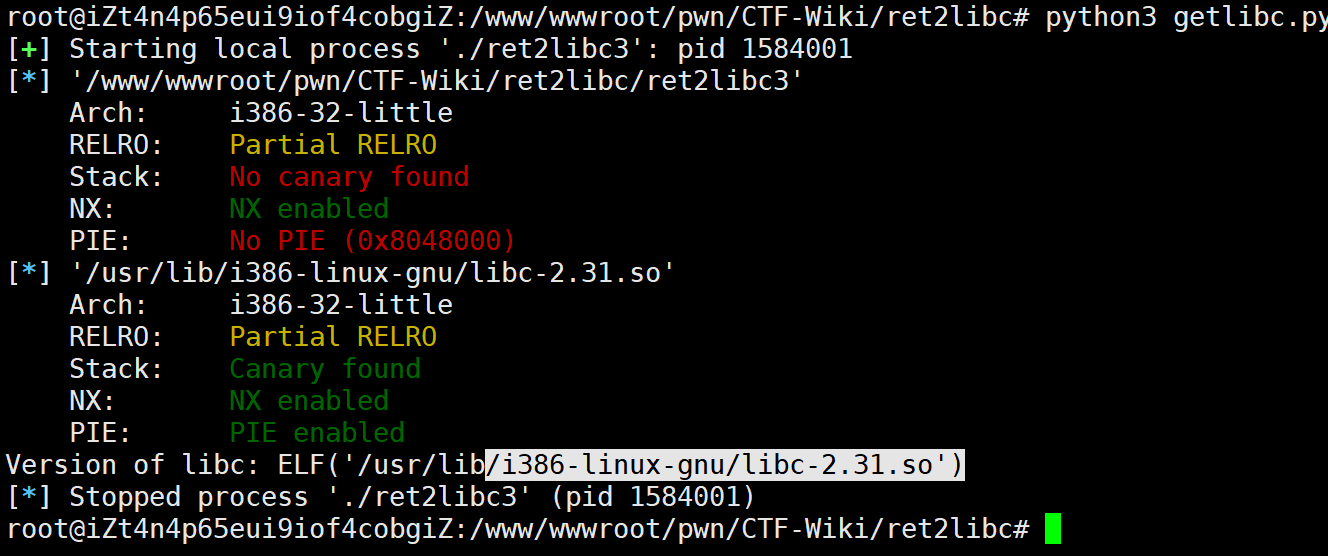 root@iZt4n4p65eui9iof4cobgiZ:/www/wwwroot/pwn/CTF-Wiki/ret2libc# python3 getlibc.py
[+] Starting local process './ret2libc3': pid 1584001
[*] '/www/wwwroot/pwn/CTF-Wiki/ret2libc/ret2libc3'
    Arch:     i386-32-little
    RELRO:    Partial RELRO
    Stack:    No canary found
    NX:       NX enabled
    PIE:      No PIE (0x8048000)
[*] '/usr/lib/i386-linux-gnu/libc-2.31.so'
    Arch:     i386-32-little
    RELRO:    Partial RELRO
    Stack:    Canary found
    NX:       NX enabled
    PIE:      PIE enabled
Version of libc: ELF('/usr/lib/i386-linux-gnu/libc-2.31.so')
[*] Stopped process './ret2libc3' (pid 1584001)
root@iZt4n4p65eui9iof4cobgiZ:/www/wwwroot/pwn/CTF-Wiki/ret2libc#